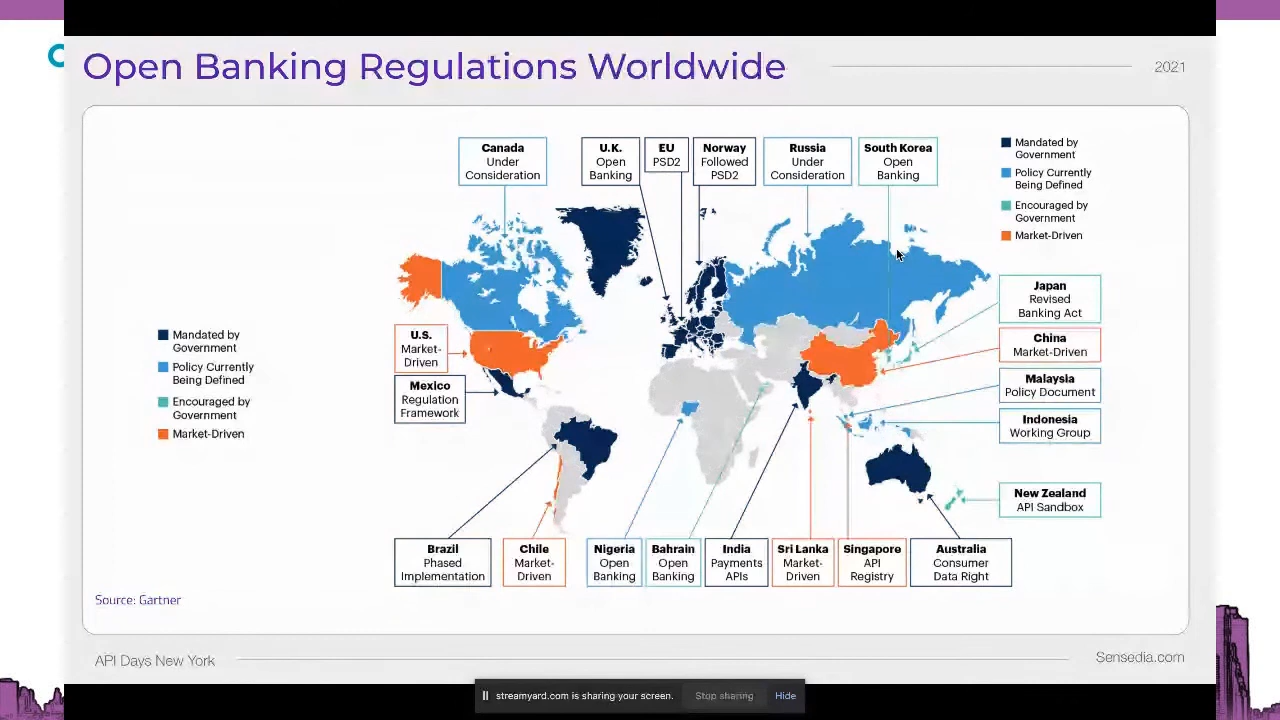 Open Banking Regulations Worldwide
2021
Canada
Under
Consideration
U.K.
Open
Banking
EU
PSD2
Norway
Followed
PSD2
Russia
Under
Consideration
South Korea
Open
Banking
Mandated by
Government
Policy Currently
Being Defined
Encouraged by
Government
Market-Driven
Japan
Revised
Banking Act
China
Market-Driven
Malaysia
Policy Document
Indonesia
Working Group
New Zealand
API Sandbox
U.S.
Market-
Driven
Mexico
Regulation
Framework
Mandated by
Government
Policy Currently
Being Defined
Encouraged by
Government
Market-Driven
Brazil
Phased
Implementation
Chile
Market-
Driven
Nigeria
Open
Banking
Bahrain
Open
Banking
India
Payments
APIs
Sri Lanka
Market-
Driven
Singapore
API
Registry
Australia
Consumer
Data Right
Source: Gartner
API Days New York
Sensedia.com
streamyard.com is sharing your screen.
Stop sharing
Hide